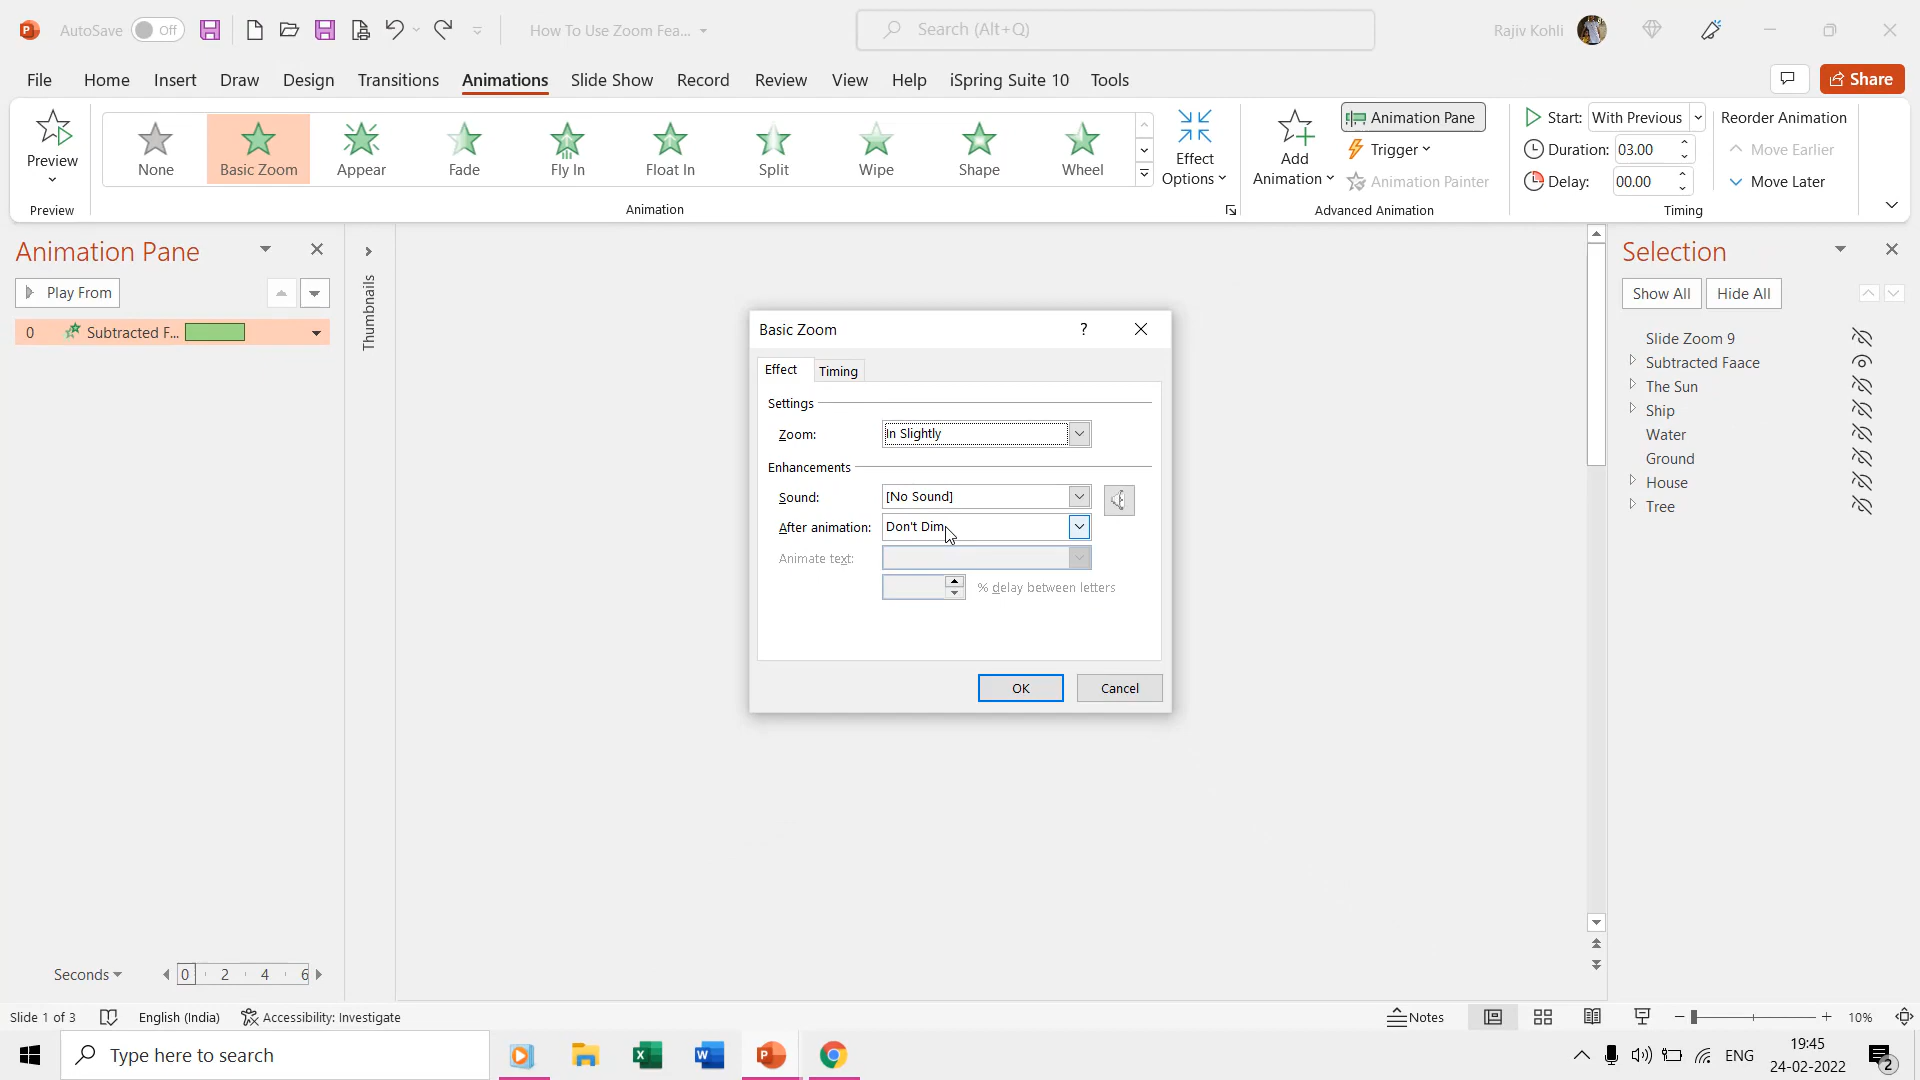 AutoSave Off
How To Use Zoom Fea...
Search (Alt+Q)
Rajiv Kohli
File Home Insert Draw Design Transitions Animations Slide Show Record Review View Help iSpring Suite 10 Tools
Share
Preview
Preview
None
Basic Zoom
Appear
Fade
Fly In
Float In
Split
Wipe
Shape
Wheel
Animation
Effect
Options
Add
Animation
Animation Pane
Trigger
Animation Painter
Advanced Animation
Start: With Previous
Duration: 03.00
Delay: 00.00
Timing
Reorder Animation
Move Earlier
Move Later
Animation Pane
Play From
0 Subtracted F...
Seconds 0 2 4 6
Thumbnails
Basic Zoom ?
Effect Timing
Settings
Zoom: In Slightly
Enhancements
Sound: [No Sound]
After animation: Don't Dim
Animate text:
% delay between letters
OK Cancel
Selection
Show All Hide All
Slide Zoom 9
Subtracted Faace
The Sun
Ship
Water
Ground
House
Tree
Slide 1 of 3 English (India) Accessibility: Investigate
Notes
10%
Type here to search
ENG
19:45
24-02-2022
2